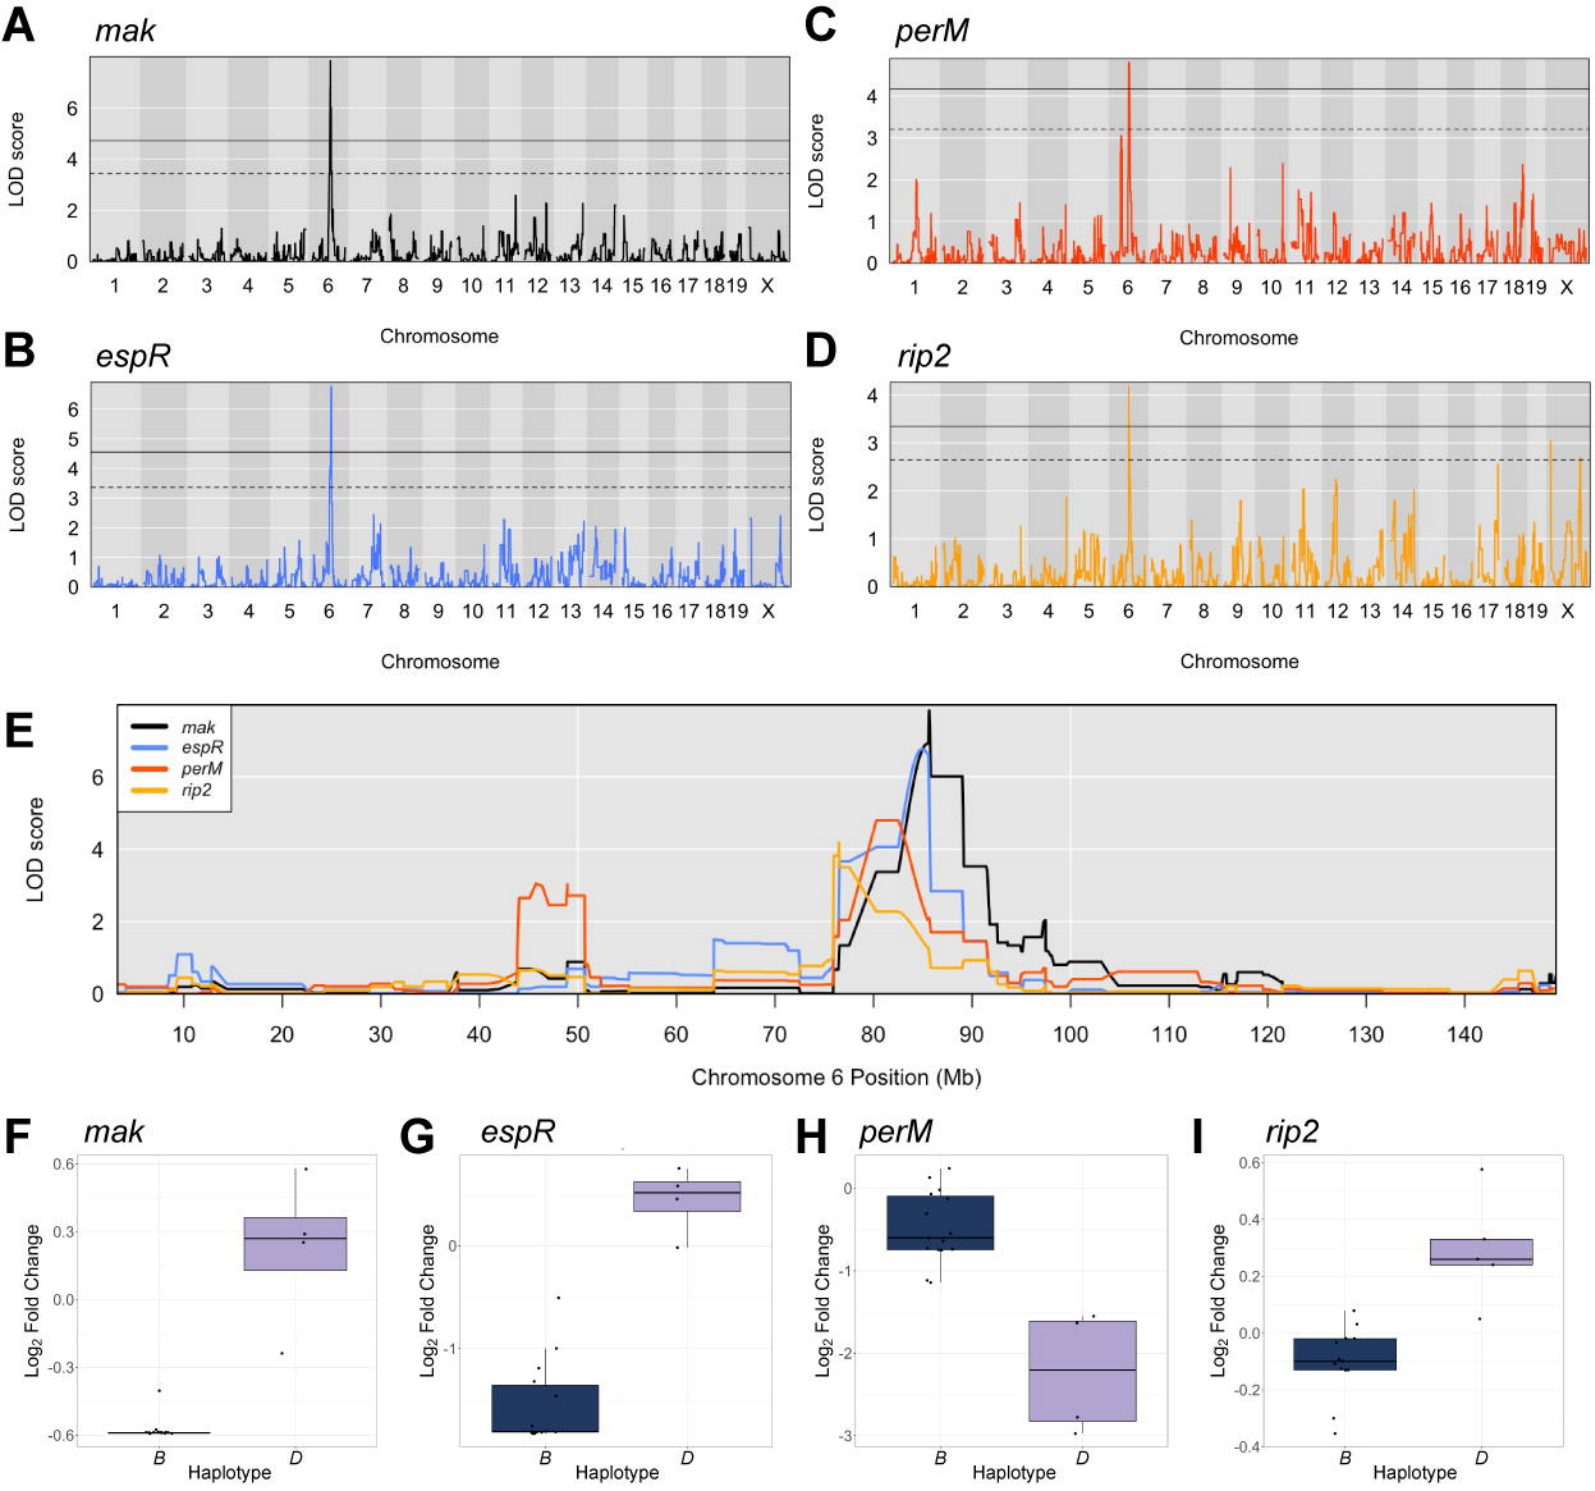 A mak
LOD score
6
4
2
0
1 2 3 4 5 6 7 8 9 10 11 12 13 14 15 16 17 18 19 X
Chromosome
C perM
LOD score
4
3
2
1
0
1 2 3 4 5 6 7 8 9 10 11 12 13 14 15 16 17 18 19 X
Chromosome
B espR
LOD score
6
5
4
3
2
1
0
1 2 3 4 5 6 7 8 9 10 11 12 13 14 15 16 17 18 19 X
Chromosome
D rip2
LOD score
4
3
2
1
0
1 2 3 4 5 6 7 8 9 10 11 12 13 14 15 16 17 18 19 X
Chromosome
E
mak
espR
perM
rip2
LOD score
6
4
2
0
10 20 30 40 50 60 70 80 90 100 110 120 130 140
Chromosome 6 Position (Mb)
F mak
Log2 Fold Change
0.6
0.3
0.0
-0.3
-0.6
B D
Haplotype
G espR
Log2 Fold Change
0
-1
B D
Haplotype
H perM
Log2 Fold Change
0
-1
-2
-3
B D
Haplotype
I rip2
Log2 Fold Change
0.6
0.4
0.2
0.0
-0.2
-0.4
B D
Haplotype